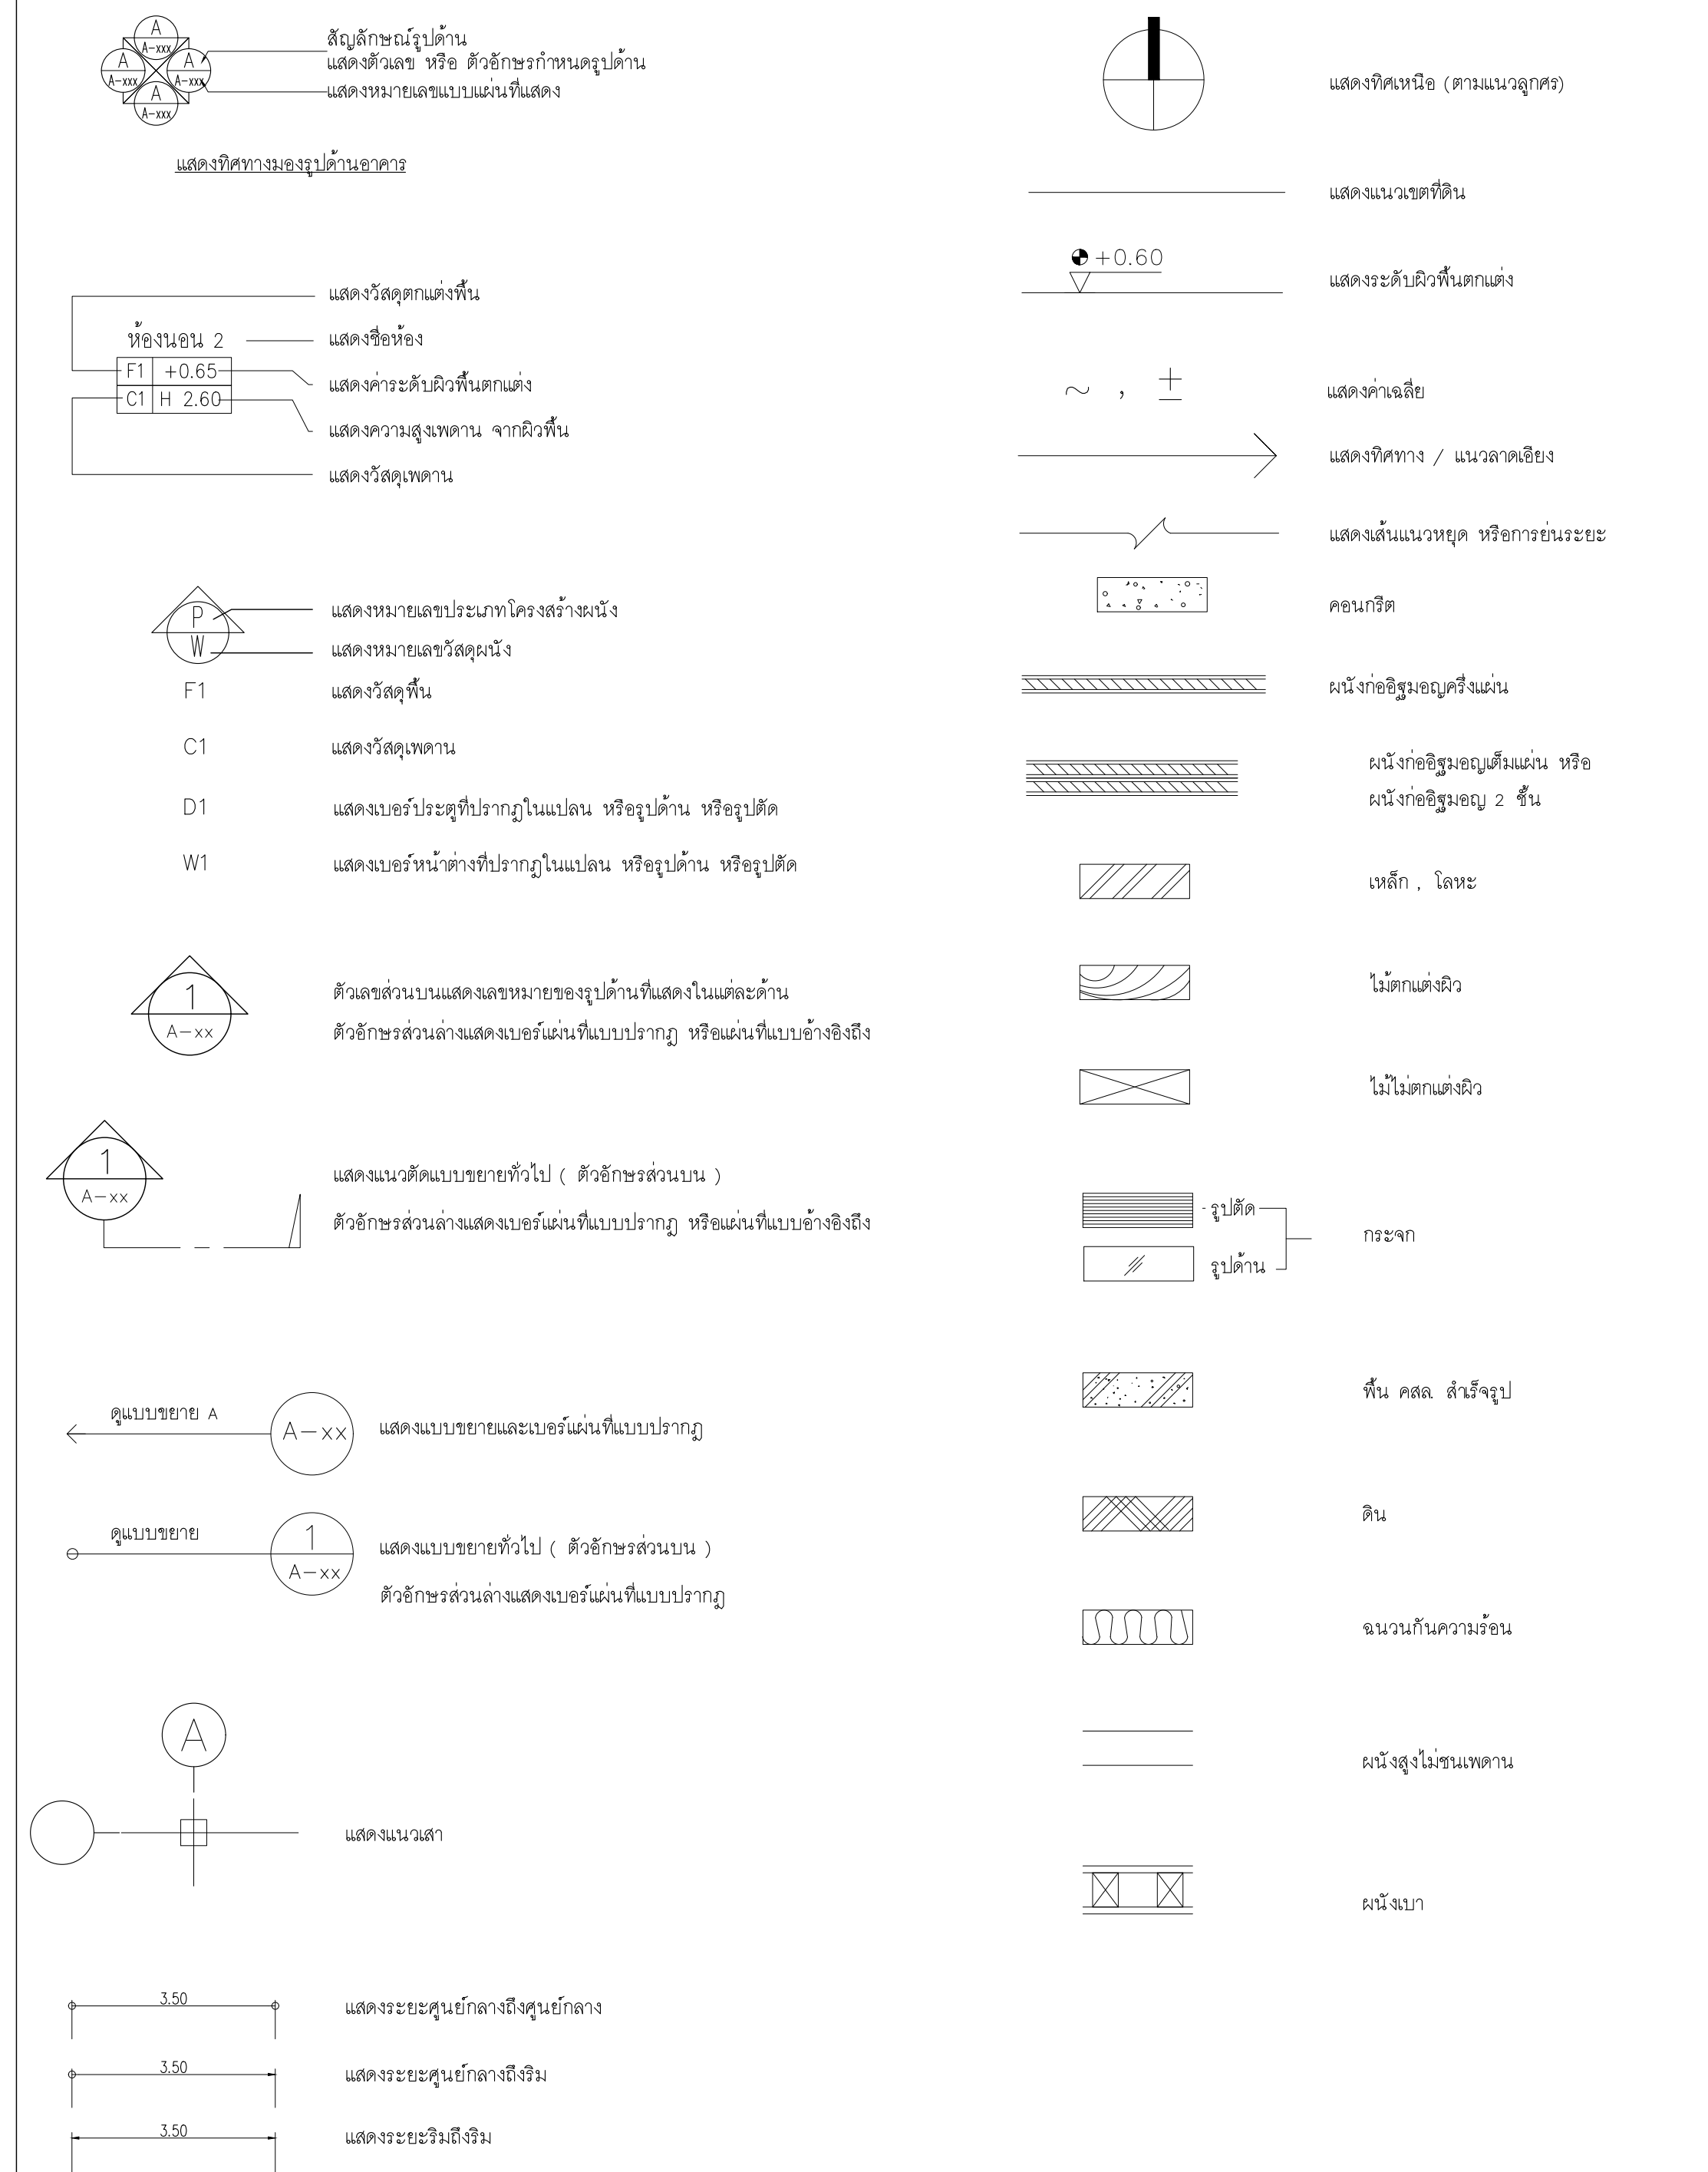 A
A-xxx
A
A-xxx
A
A-xxx
A
A-xxx
สัญลักษณ์รูปด้าน
แสดงตัวเลข หรือ ตัวอักษรกำหนดรูปด้าน
แสดงหมายเลขแบบแผ่นที่แสดง
แสดงทิศทางมองรูปด้านอาคาร
แสดงวัสดุตกแต่งพื้น
ห้องนอน 2
แสดงชื่อห้อง
F1 +0.65
แสดงค่าระดับผิวพื้นตกแต่ง
C1 H 2.60
แสดงความสูงเพดาน จากผิวพื้น
แสดงวัสดุเพดาน
P
แสดงหมายเลขประเภทโครงสร้างผนัง
W
แสดงหมายเลขวัสดุผนัง
F1 แสดงวัสดุพื้น
C1 แสดงวัสดุเพดาน
D1 แสดงเบอร์ประตูที่ปรากฎในแปลน หรือรูปด้าน หรือรูปตัด
W1 แสดงเบอร์หน้าต่างที่ปรากฎในแปลน หรือรูปด้าน หรือรูปตัด
1
A-xx
ตัวเลขส่วนบนแสดงเลขหมายของรูปด้านที่แสดงในแต่ละด้าน
ตัวอักษรส่วนล่างแสดงเบอร์แผ่นที่แบบปรากฎ หรือแผ่นที่แบบอ้างอิงถึง
1
A-xx
แสดงแนวตัดแบบขยายทั่วไป ( ตัวอักษรส่วนบน )
ตัวอักษรส่วนล่างแสดงเบอร์แผ่นที่แบบปรากฎ หรือแผ่นที่แบบอ้างอิงถึง
ดูแบบขยาย A
A-xx
แสดงแบบขยายและเบอร์แผ่นที่แบบปรากฎ
ดูแบบขยาย
1
A-xx
แสดงแบบขยายทั่วไป ( ตัวอักษรส่วนบน )
ตัวอักษรส่วนล่างแสดงเบอร์แผ่นที่แบบปรากฎ
A
แสดงแนวเสา
3.50
แสดงระยะศูนย์กลางถึงศูนย์กลาง
3.50
แสดงระยะศูนย์กลางถึงริม
3.50
แสดงระยะริมถึงริม
แสดงทิศเหนือ (ตามแนวลูกศร)
แสดงแนวเขตที่ดิน
+0.60
แสดงระดับผิวพื้นตกแต่ง
~ , ±
แสดงค่าเฉลี่ย
แสดงทิศทาง / แนวลาดเอียง
แสดงเส้นแนวหยุด หรือการย่นระยะ
คอนกรีต
ผนังก่ออิฐมอญครึ่งแผ่น
ผนังก่ออิฐมอญเต็มแผ่น หรือ
ผนังก่ออิฐมอญ 2 ชั้น
เหล็ก , โลหะ
ไม้ตกแต่งผิว
ไม้ไม่ตกแต่งผิว
- รูปตัด
กระจก
รูปด้าน
พื้น คสล. สำเร็จรูป
ดิน
ฉนวนกันความร้อน
ผนังสูงไม่ชนเพดาน
ผนังเบา